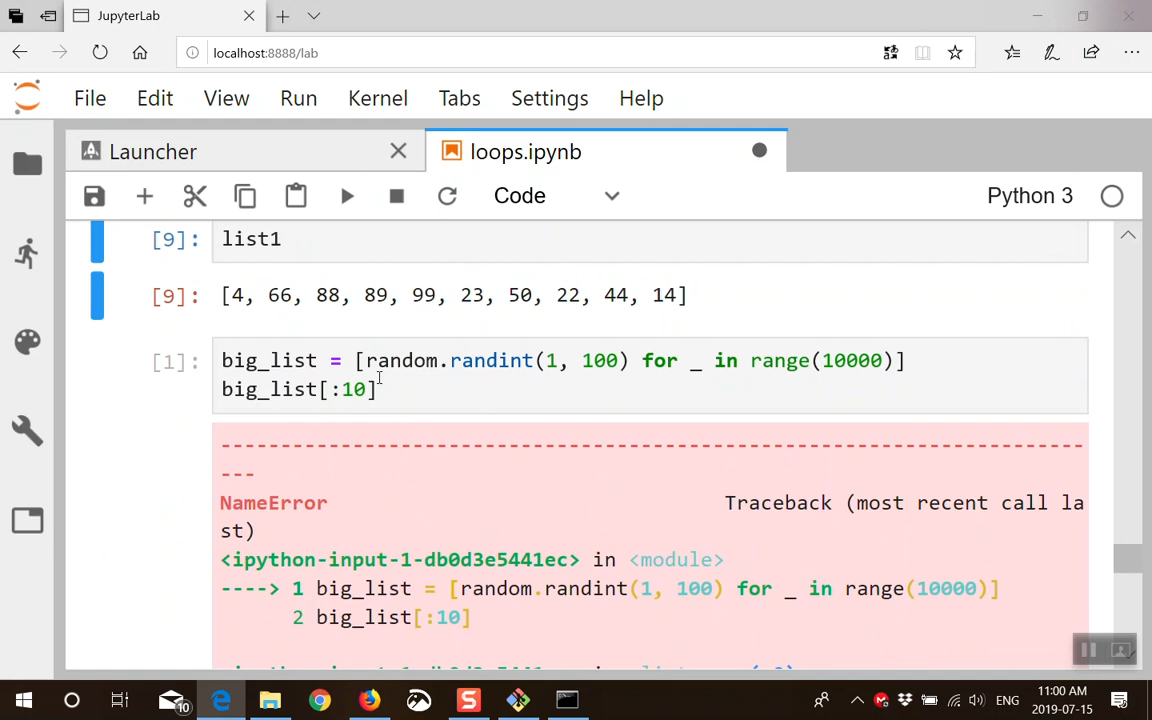 JupyterLab
localhost:8888/lab
File Edit View Run Kernel Tabs Settings Help
Launcher loops.ipynb
Code Python 3
[9]: list1
[9]: [4, 66, 88, 89, 99, 23, 50, 22, 44, 14]
[1]: big_list = [random.randint(1, 100) for _ in range(10000)]
big_list[:10]
---------------------------------------------------------------------------
---
NameError Traceback (most recent call la
st)
<ipython-input-1-db0d3e5441ec> in <module>
----> 1 big_list = [random.randint(1, 100) for _ in range(10000)]
2 big_list[:10]
10
ENG
11:00 AM
2019-07-15